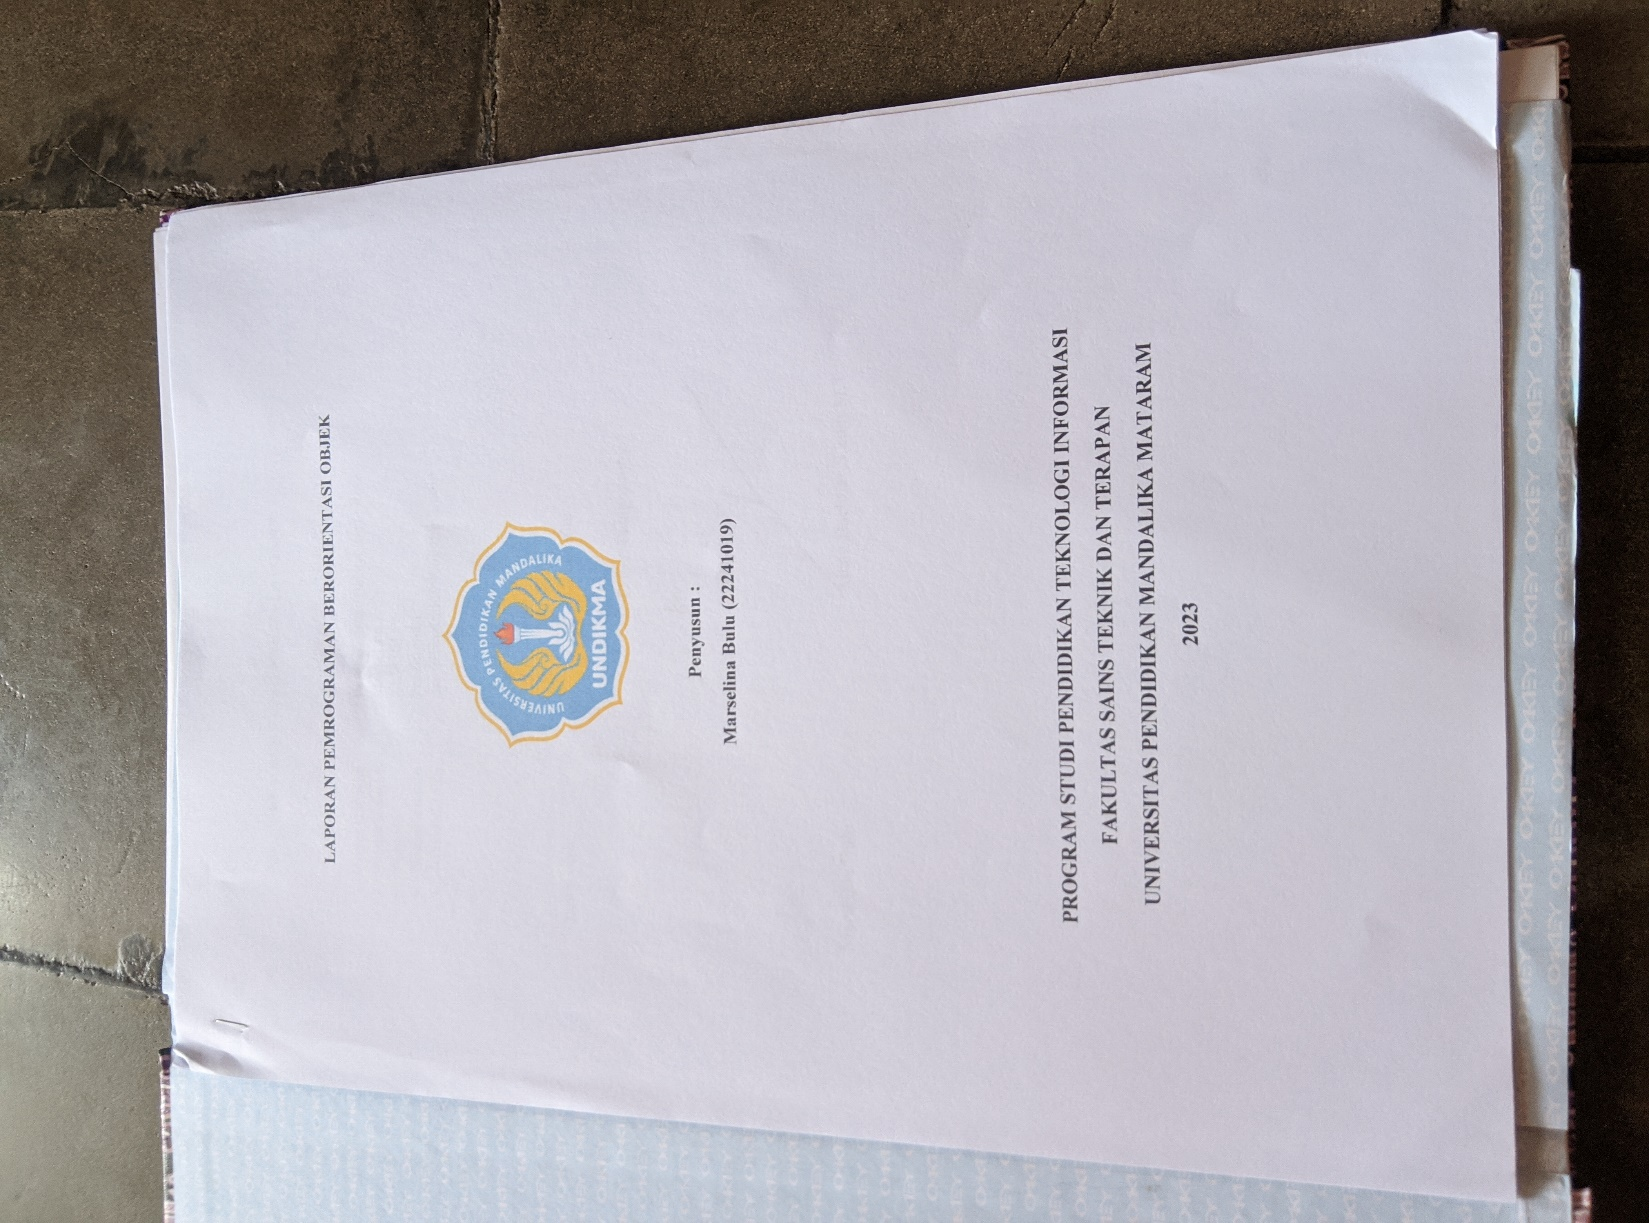 LAPORAN PEMROGRAMAN BERORIENTASI OBJEK
UNIVERSITAS PENDIDIKAN MANDALIKA
UNDIKMA
Penyusun :
Marselina Bulu (22241019)
PROGRAM STUDI PENDIDIKAN TEKNOLOGI INFORMASI
FAKULTAS SAINS TEKNIK DAN TERAPAN
UNIVERSITAS PENDIDIKAN MANDALIKA MATARAM
2023